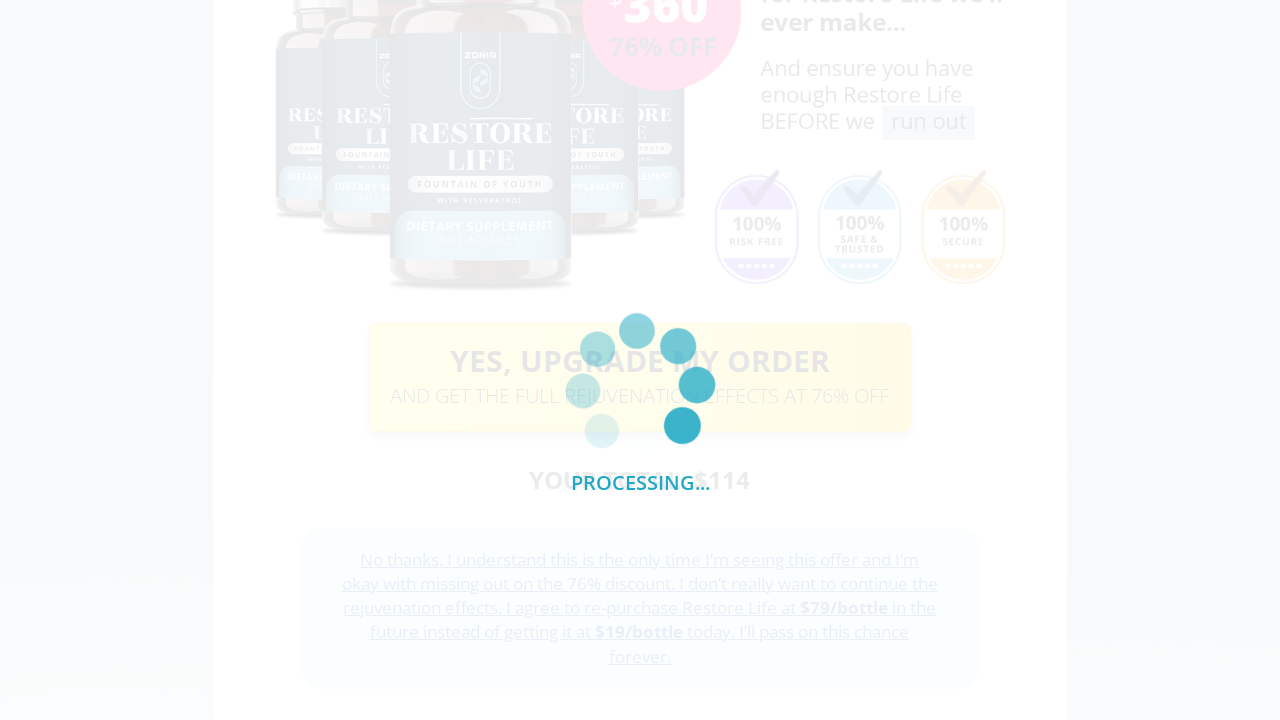 $360
76% OFF
ever make...
And ensure you have
enough Restore Life
BEFORE we run out
ZONIA
RESTORE
LIFE
FOUNTAIN OF YOUTH
WITH RESVERATROL
DIETARY SUPPLEMENT
60 CAPSULES
100%
RISK FREE
100%
SAFE &
TRUSTED
100%
SECURE
YES, UPGRADE MY ORDER
AND GET THE FULL REJUVENATION EFFECTS AT 76% OFF
YOUR TOTAL: $114
PROCESSING...
No thanks. I understand this is the only time I'm seeing this offer and I'm
okay with missing out on the 76% discount. I don't really want to continue the
rejuvenation effects. I agree to re-purchase Restore Life at $79/bottle in the
future instead of getting it at $19/bottle today. I'll pass on this chance
forever.